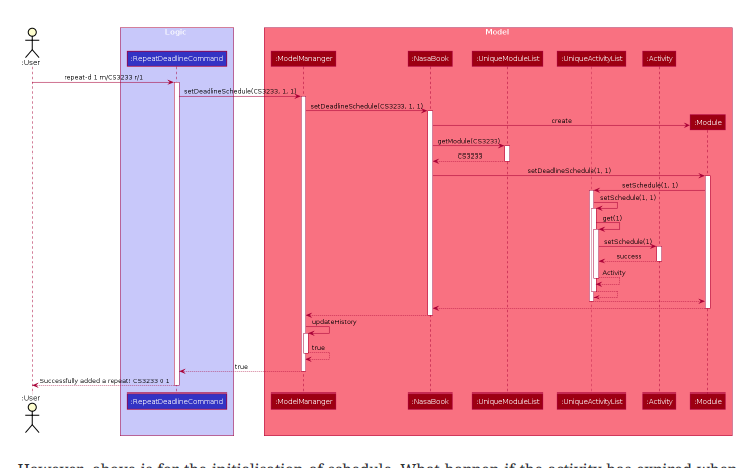 Logic
Model
:User
:RepeatDeadlineCommand
:ModelMananger
:NasaBook
:UniqueModuleList
:UniqueActivityList
:Activity
repeat-d 1 m/CS3233 r/1
setDeadlineSchedule(CS3233, 1, 1)
setDeadlineSchedule(CS3233, 1, 1)
create
:Module
getModule(CS3233)
CS3233
setDeadlineSchedule(1, 1)
setSchedule(1, 1)
setSchedule(1, 1)
get(1)
setSchedule(1)
success
Activity
updateHistory
true
true
Successfully added a repeat! CS3233 0 1
:User
:RepeatDeadlineCommand
:ModelMananger
:NasaBook
:UniqueModuleList
:UniqueActivityList
:Activity
:Module
However, above is for the initialisation of schedule. What happen if the activity has expired when